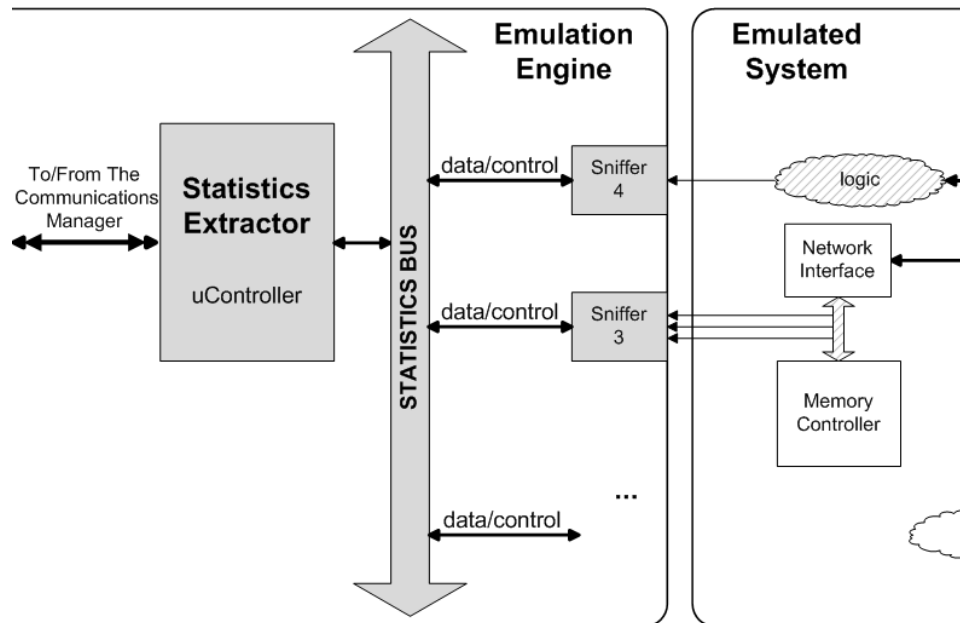 Emulation
Engine
Emulated
System
To/From The
Communications
Manager
Statistics
Extractor
uController
STATISTICS BUS
data/control
Sniffer
4
logic
Network
Interface
data/control
Sniffer
3
Memory
Controller
...
data/control